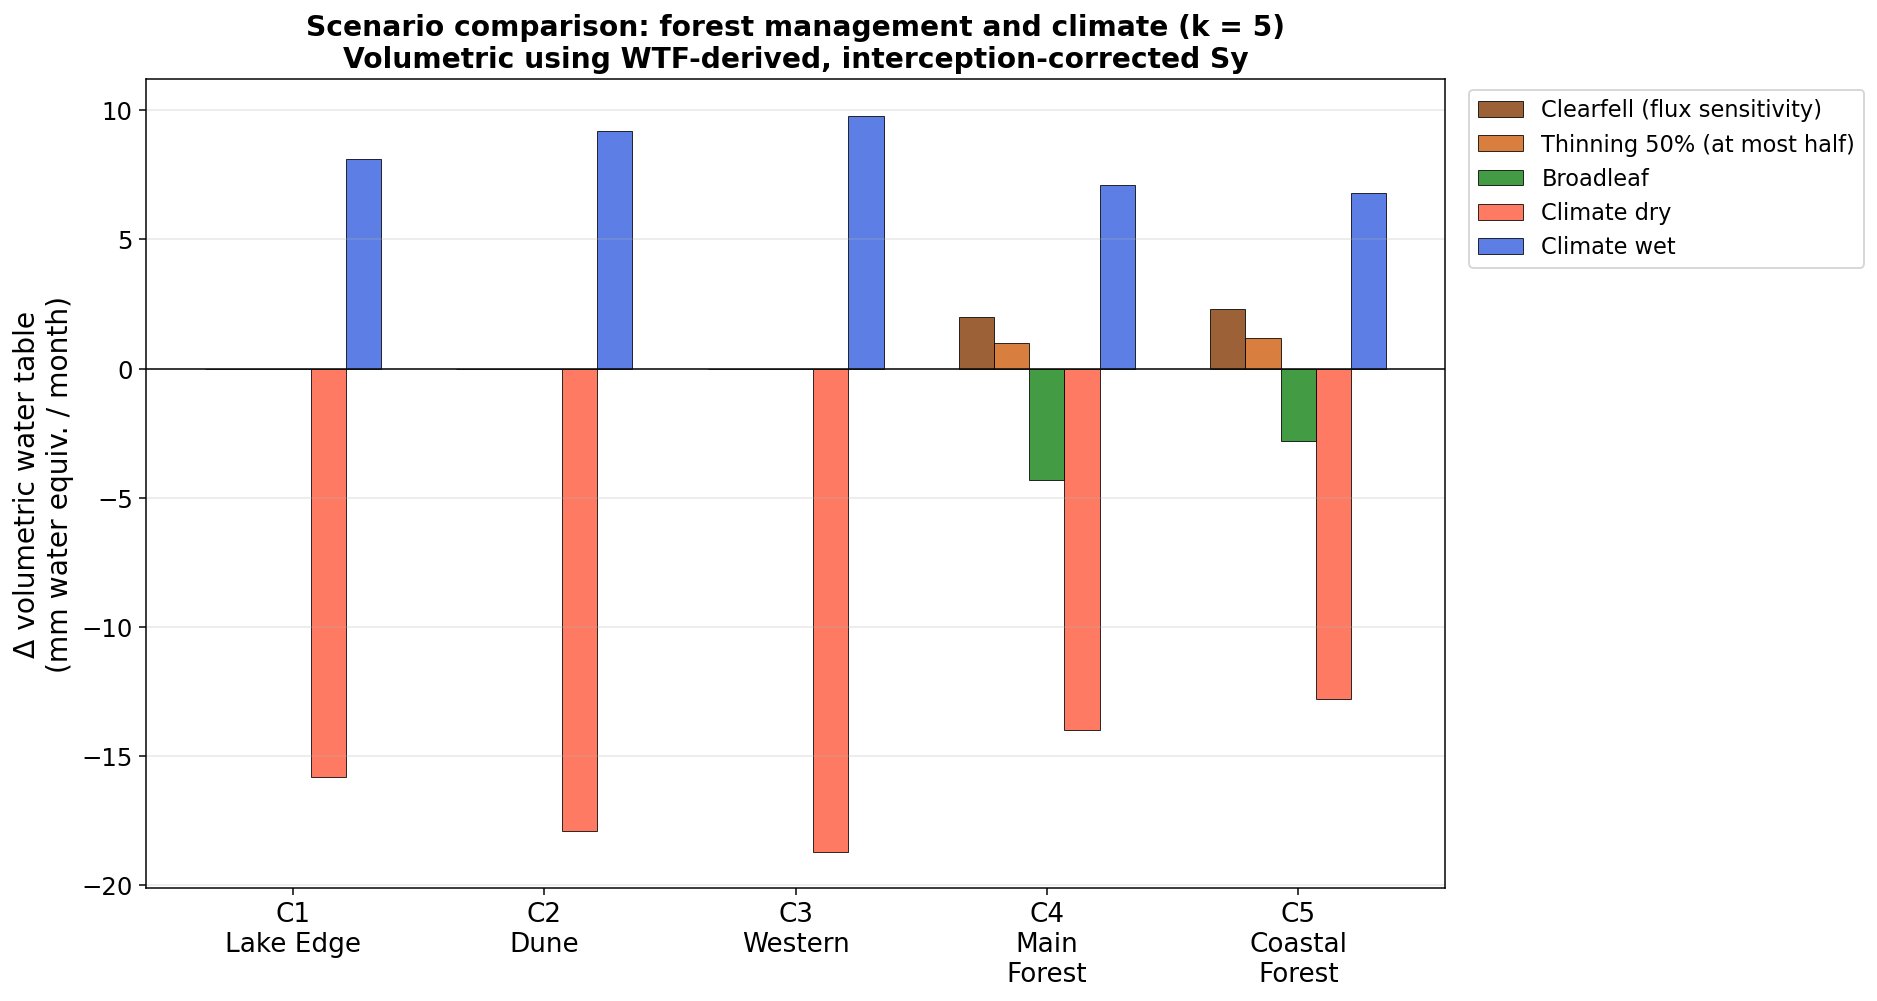 Scenario comparison: forest management and climate (k = 5)
Volumetric using WTF-derived, interception-corrected Sy
Clearfell (flux sensitivity)
Thinning 50% (at most half)
Broadleaf
Climate dry
Climate wet
Δ volumetric water table
(mm water equiv. / month)
10
5
0
−5
−10
−15
−20
C1
Lake Edge
C2
Dune
C3
Western
C4
Main
Forest
C5
Coastal
Forest